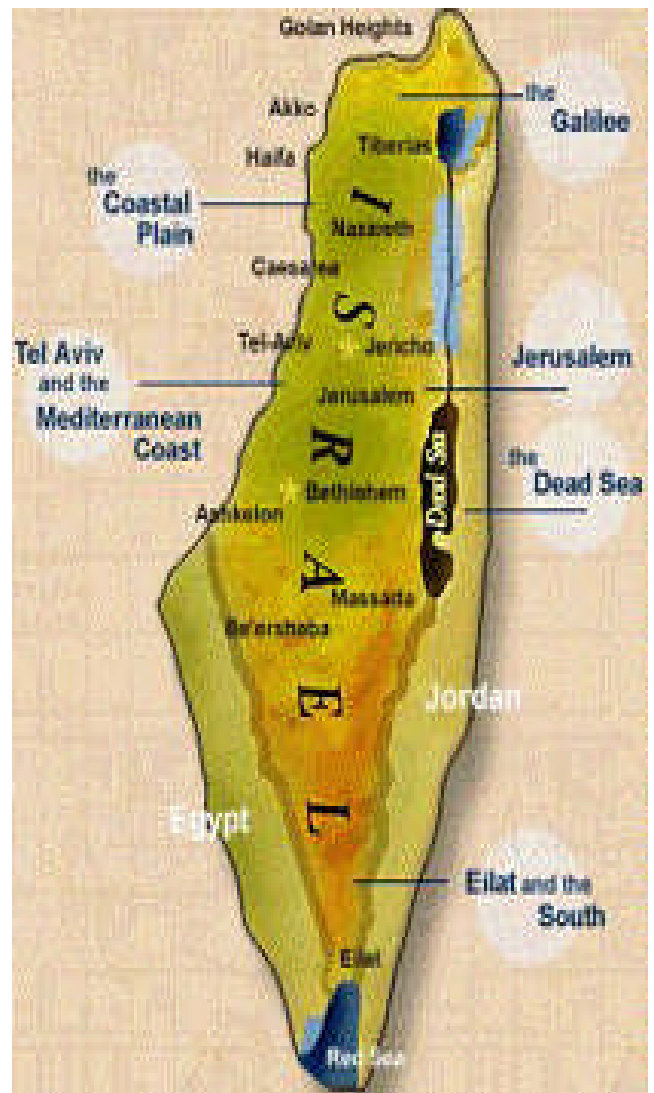 Golan Heights
the
Galilee
Akko
Tiberias
Haifa
the
Coastal
Plain
Nazareth
Caesarea
Tel-Aviv
Jericho
Tel Aviv
and the
Mediterranean
Coast
Jerusalem
Jerusalem
the
Dead Sea
Dead Sea
Bethlehem
Ashkelon
ISRAEL
Massada
Be'ersheba
Jordan
Egypt
Eilat and the
South
Eilat
Red Sea